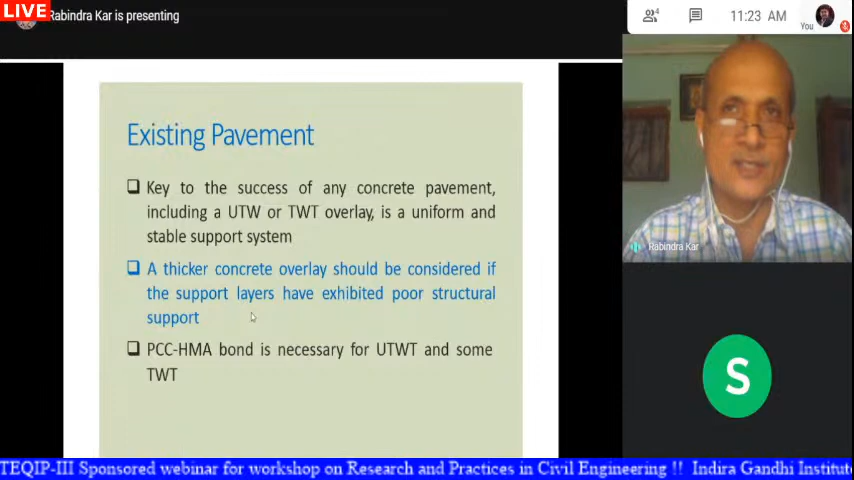 LIVE
Rabindra Kar is presenting
4
11:23 AM
You
Existing Pavement
Key to the success of any concrete pavement,
including a UTW or TWT overlay, is a uniform and
stable support system
A thicker concrete overlay should be considered if
the support layers have exhibited poor structural
support
PCC-HMA bond is necessary for UTWT and some
TWT
Rabindra Kar
S
TEQIP-III Sponsored webinar for workshop on Research and Practices in Civil Engineering !! Indira Gandhi Institute